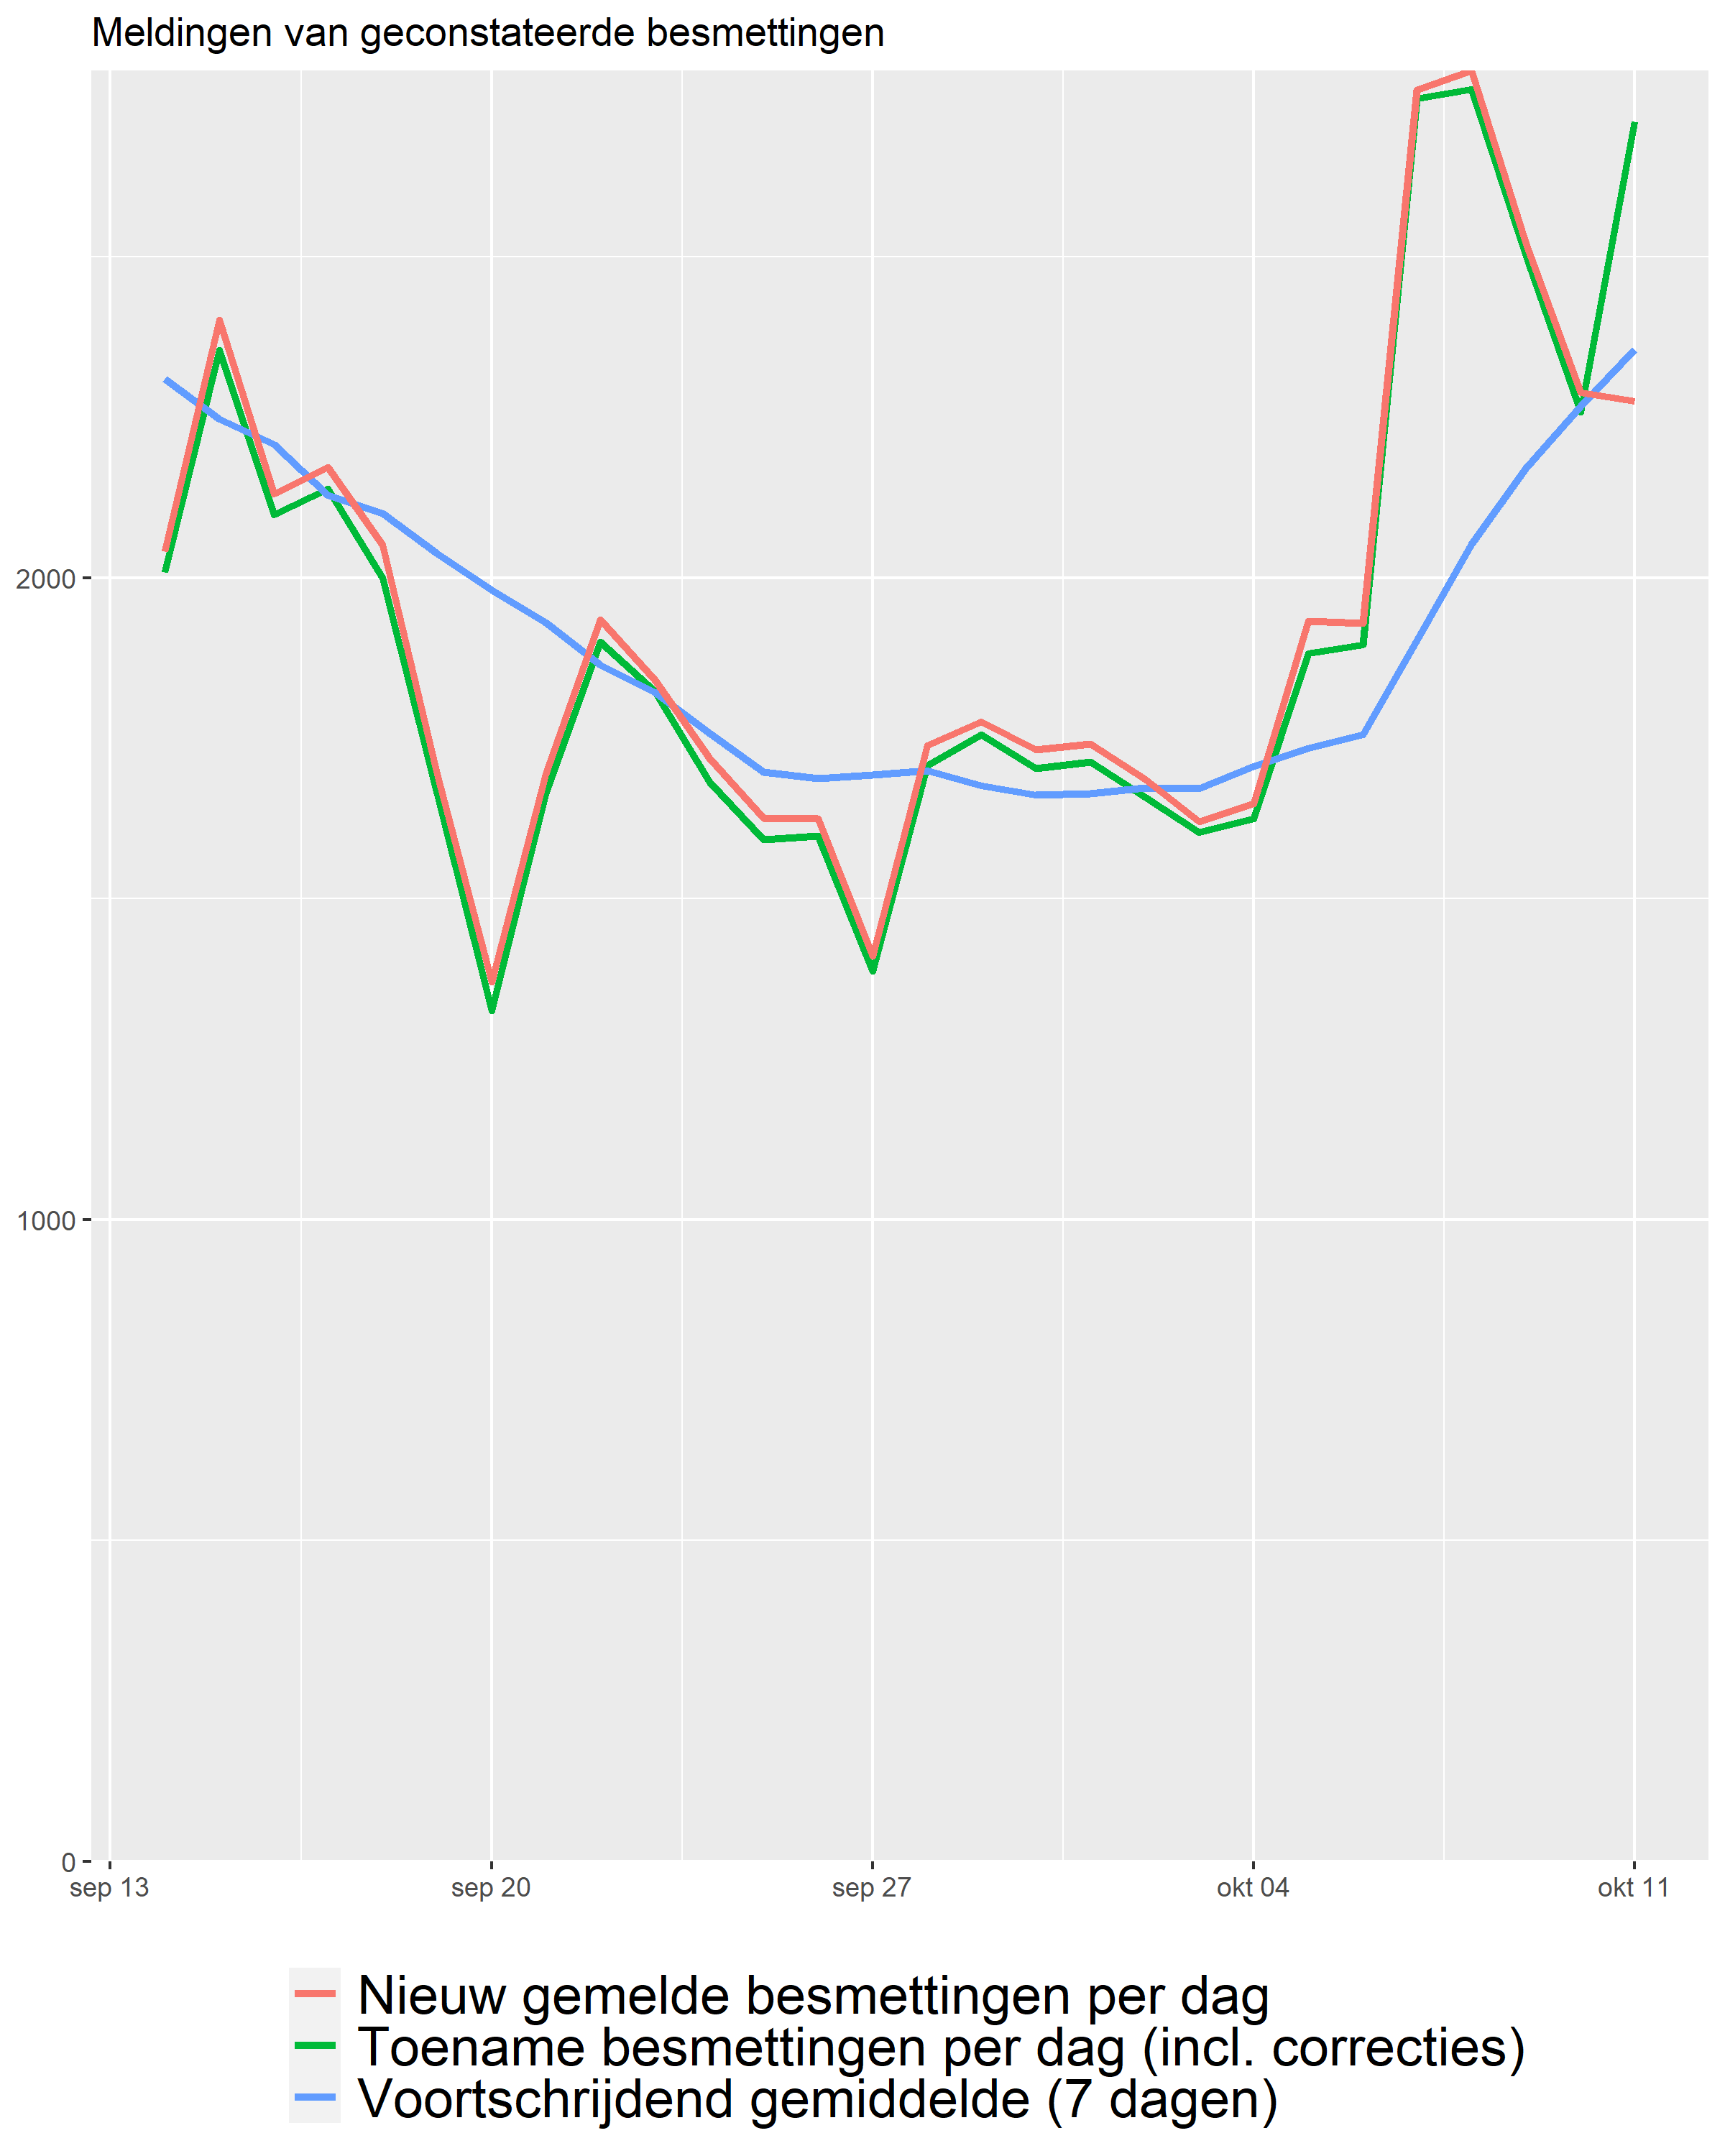 Meldingen van geconstateerde besmettingen
2000
1000
0
sep 13 sep 20 sep 27 okt 04 okt 11
Nieuw gemelde besmettingen per dag
Toename besmettingen per dag (incl. correcties)
Voortschrijdend gemiddelde (7 dagen)